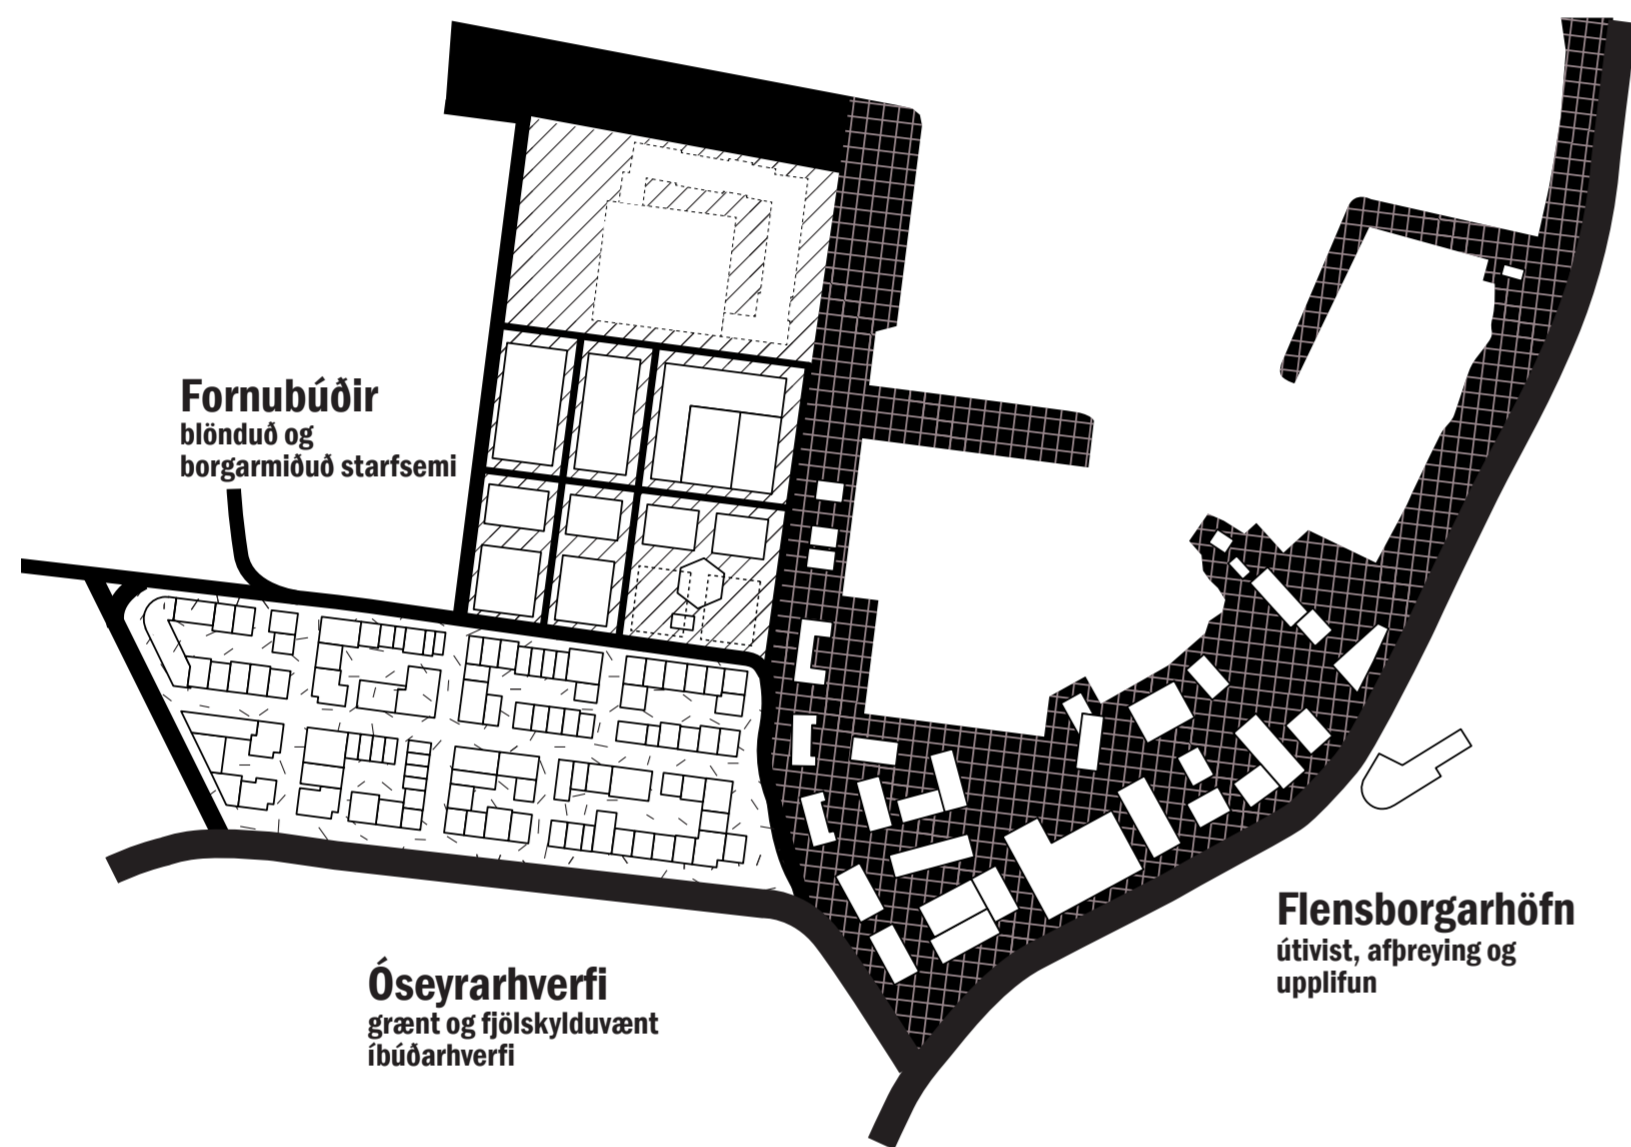 Fornubúðir
blönduð og
borgarmiðuð starfsemi
Óseyrarhverfi
grænt og fjölskylduvænt
íbúðarhverfi
Flensborgarhöfn
útivist, afþreying og
upplifun